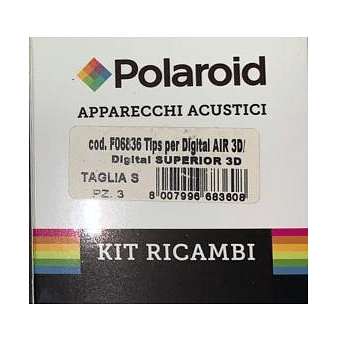 Polaroid
APPARECCHI ACUSTICI
cod. F06836 Tips per Digital AIR 3D/
Digital SUPERIOR 3D
TAGLIA S
PZ. 3
8 007996 683608
KIT RICAMBI